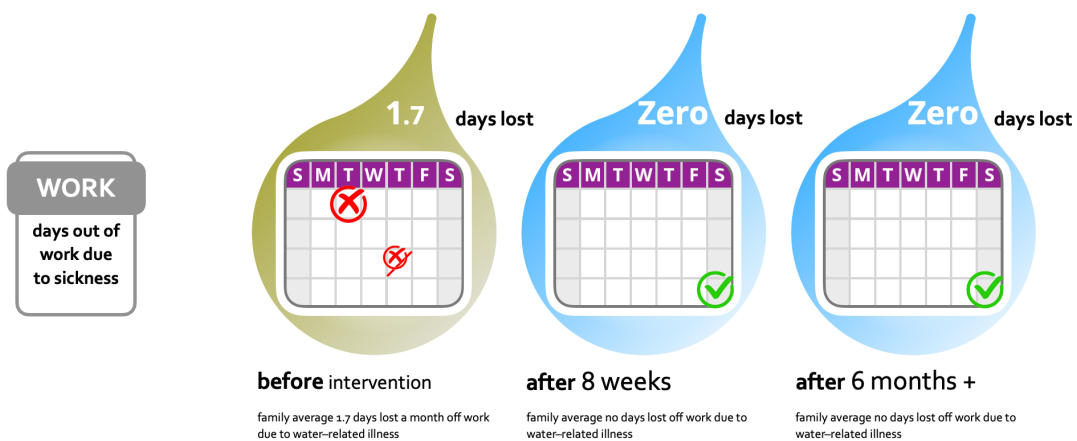 WORK
days out of
work due
to sickness
1.7 days lost
S M T W T F S
before intervention
family average 1.7 days lost a month off work
due to water–related illness
Zero days lost
S M T W T F S
after 8 weeks
family average no days lost off work due to
water–related illness
Zero days lost
S M T W T F S
after 6 months +
family average no days lost off work due to
water–related illness